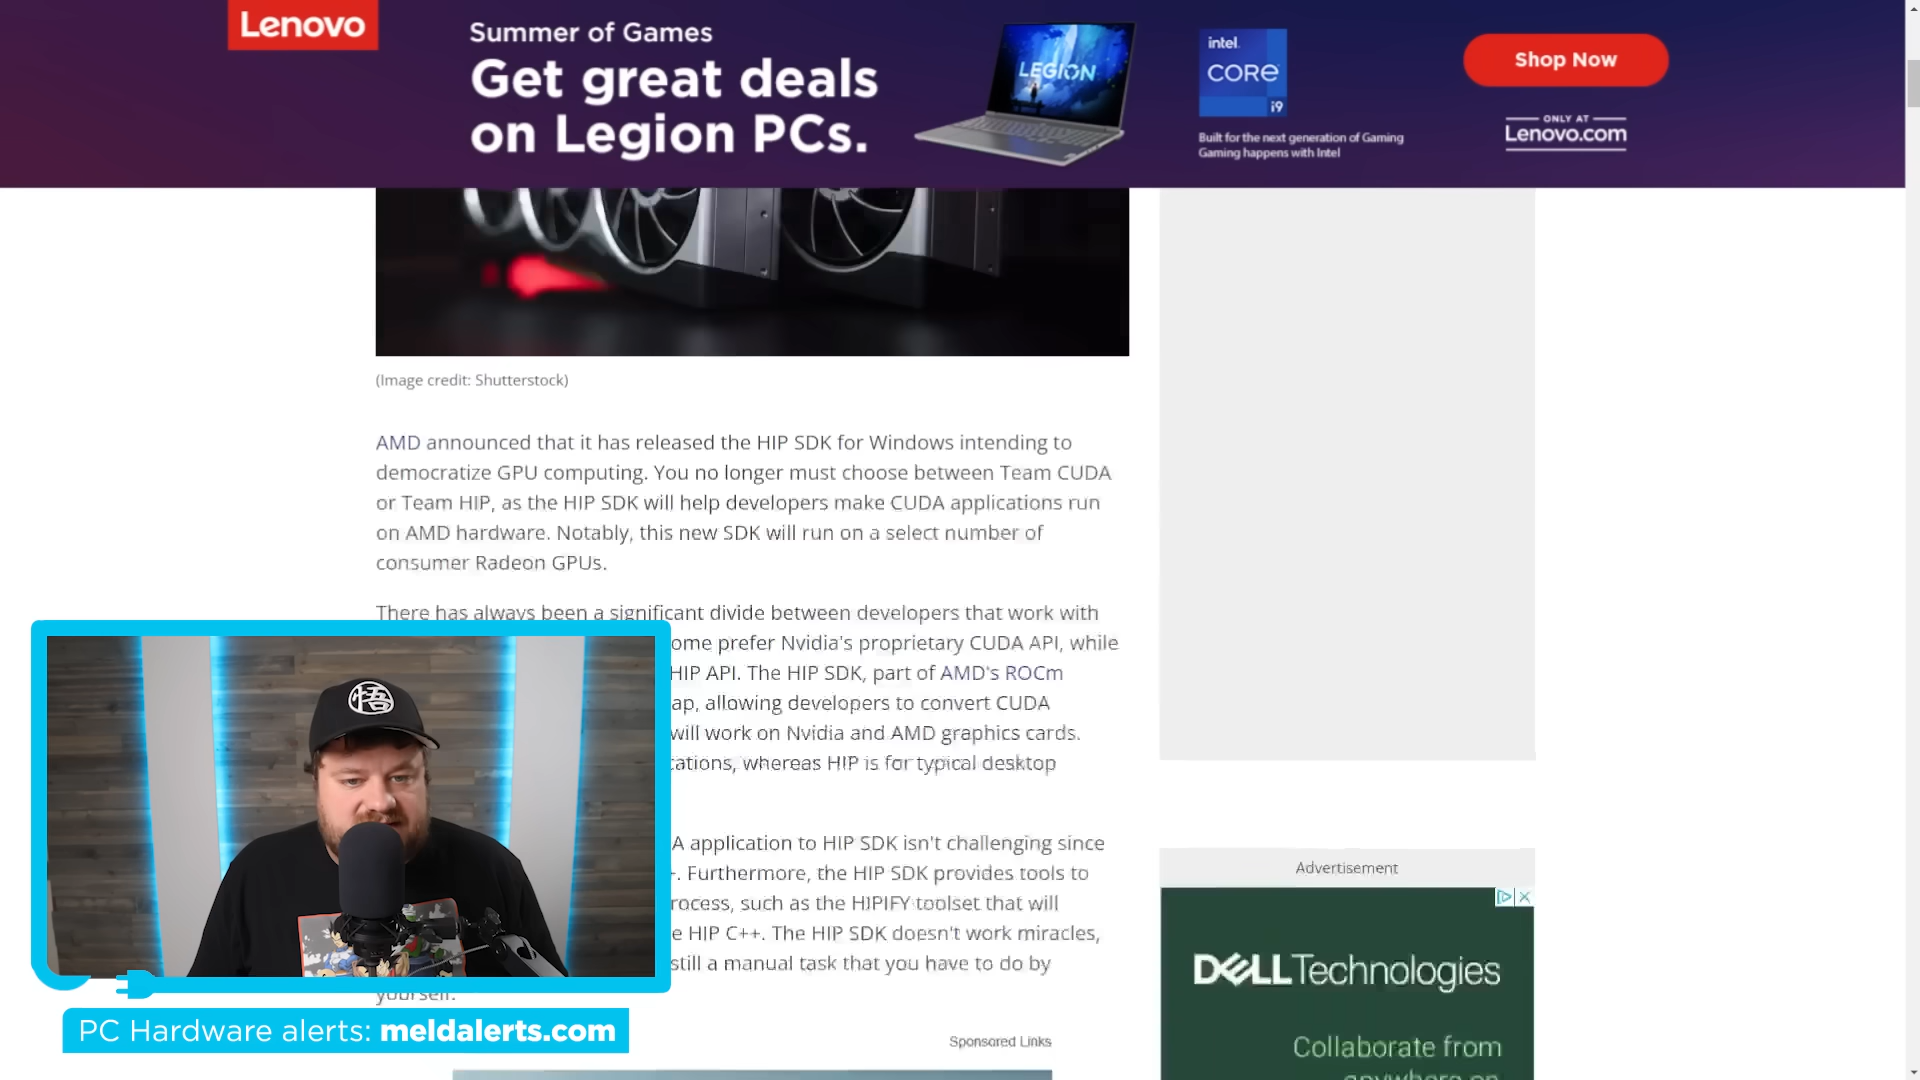 Lenovo
Summer of Games
Get great deals
on Legion PCs.
LEGION
intel.
CORE
i9
Built for the next generation of Gaming
Gaming happens with Intel
Shop Now
ONLY AT
Lenovo.com
(Image credit: Shutterstock)
AMD announced that it has released the HIP SDK for Windows intending to
democratize GPU computing. You no longer must choose between Team CUDA
or Team HIP, as the HIP SDK will help developers make CUDA applications run
on AMD hardware. Notably, this new SDK will run on a select number of
consumer Radeon GPUs.
There has always been a significant divide between developers that work with
ome prefer Nvidia's proprietary CUDA API, while
HIP API. The HIP SDK, part of AMD's ROCm
ap, allowing developers to convert CUDA
will work on Nvidia and AMD graphics cards.
cations, whereas HIP is for typical desktop
A application to HIP SDK isn't challenging since
+. Furthermore, the HIP SDK provides tools to
rocess, such as the HIPIFY toolset that will
e HIP C++. The HIP SDK doesn't work miracles,
still a manual task that you have to do by
yourself.
Sponsored Links
Advertisement
DELL Technologies
Collaborate from
anywhere on
悟
PC Hardware alerts: meldalerts.com